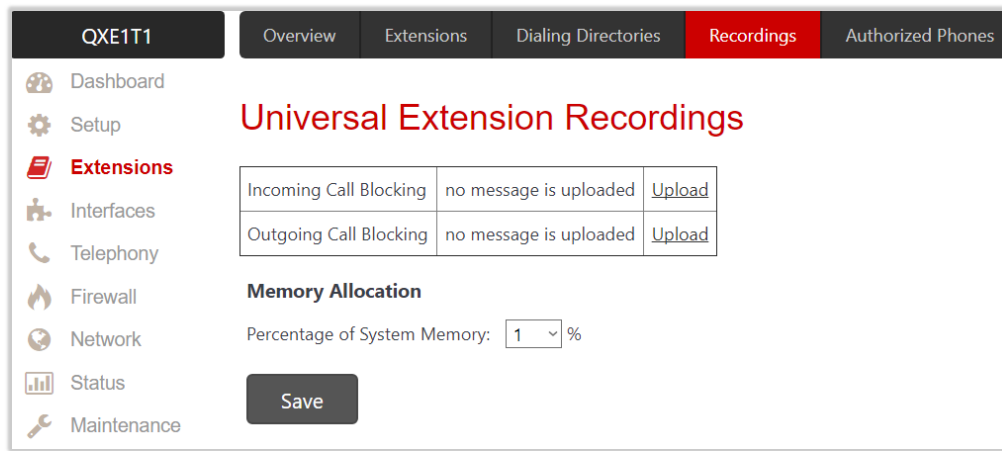 QXE1T1
Overview Extensions Dialing Directories Recordings Authorized Phones
Dashboard
Setup
Extensions
Interfaces
Telephony
Firewall
Network
Status
Maintenance
Universal Extension Recordings
Incoming Call Blocking no message is uploaded Upload
Outgoing Call Blocking no message is uploaded Upload
Memory Allocation
Percentage of System Memory: 1 %
Save